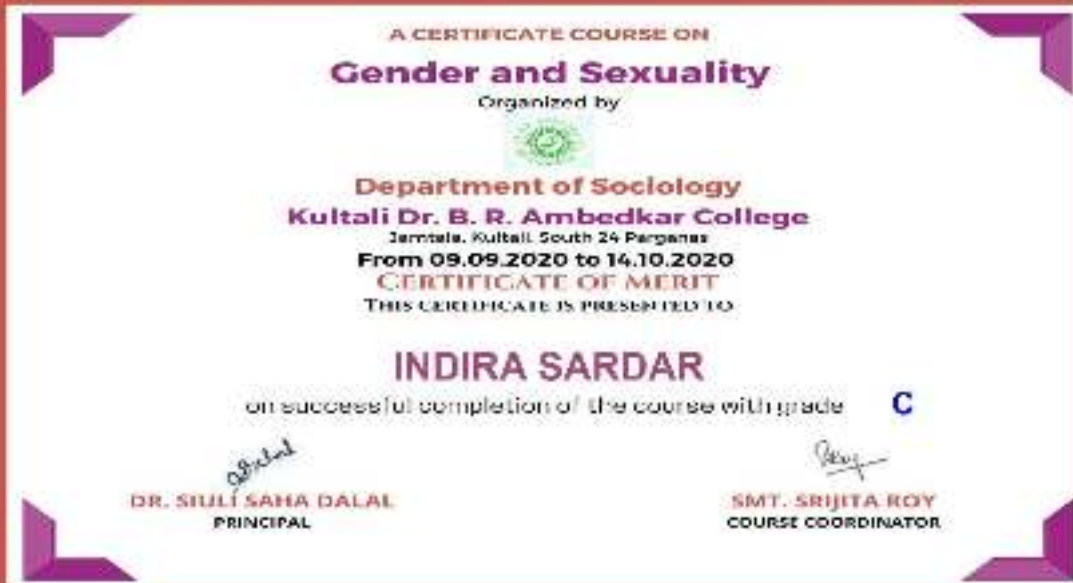 A CERTIFICATE COURSE ON
Gender and Sexuality
Organized by
Department of Sociology
Kultali Dr. B. R. Ambedkar College
Jamtala, Kultali, South 24 Parganas
From 09.09.2020 to 14.10.2020
CERTIFICATE OF MERIT
THIS CERTIFICATE IS PRESENTED TO
INDIRA SARDAR
on successful completion of the course with grade C
DR. SIULI SAHA DALAL
PRINCIPAL
SMT. SRIJITA ROY
COURSE COORDINATOR